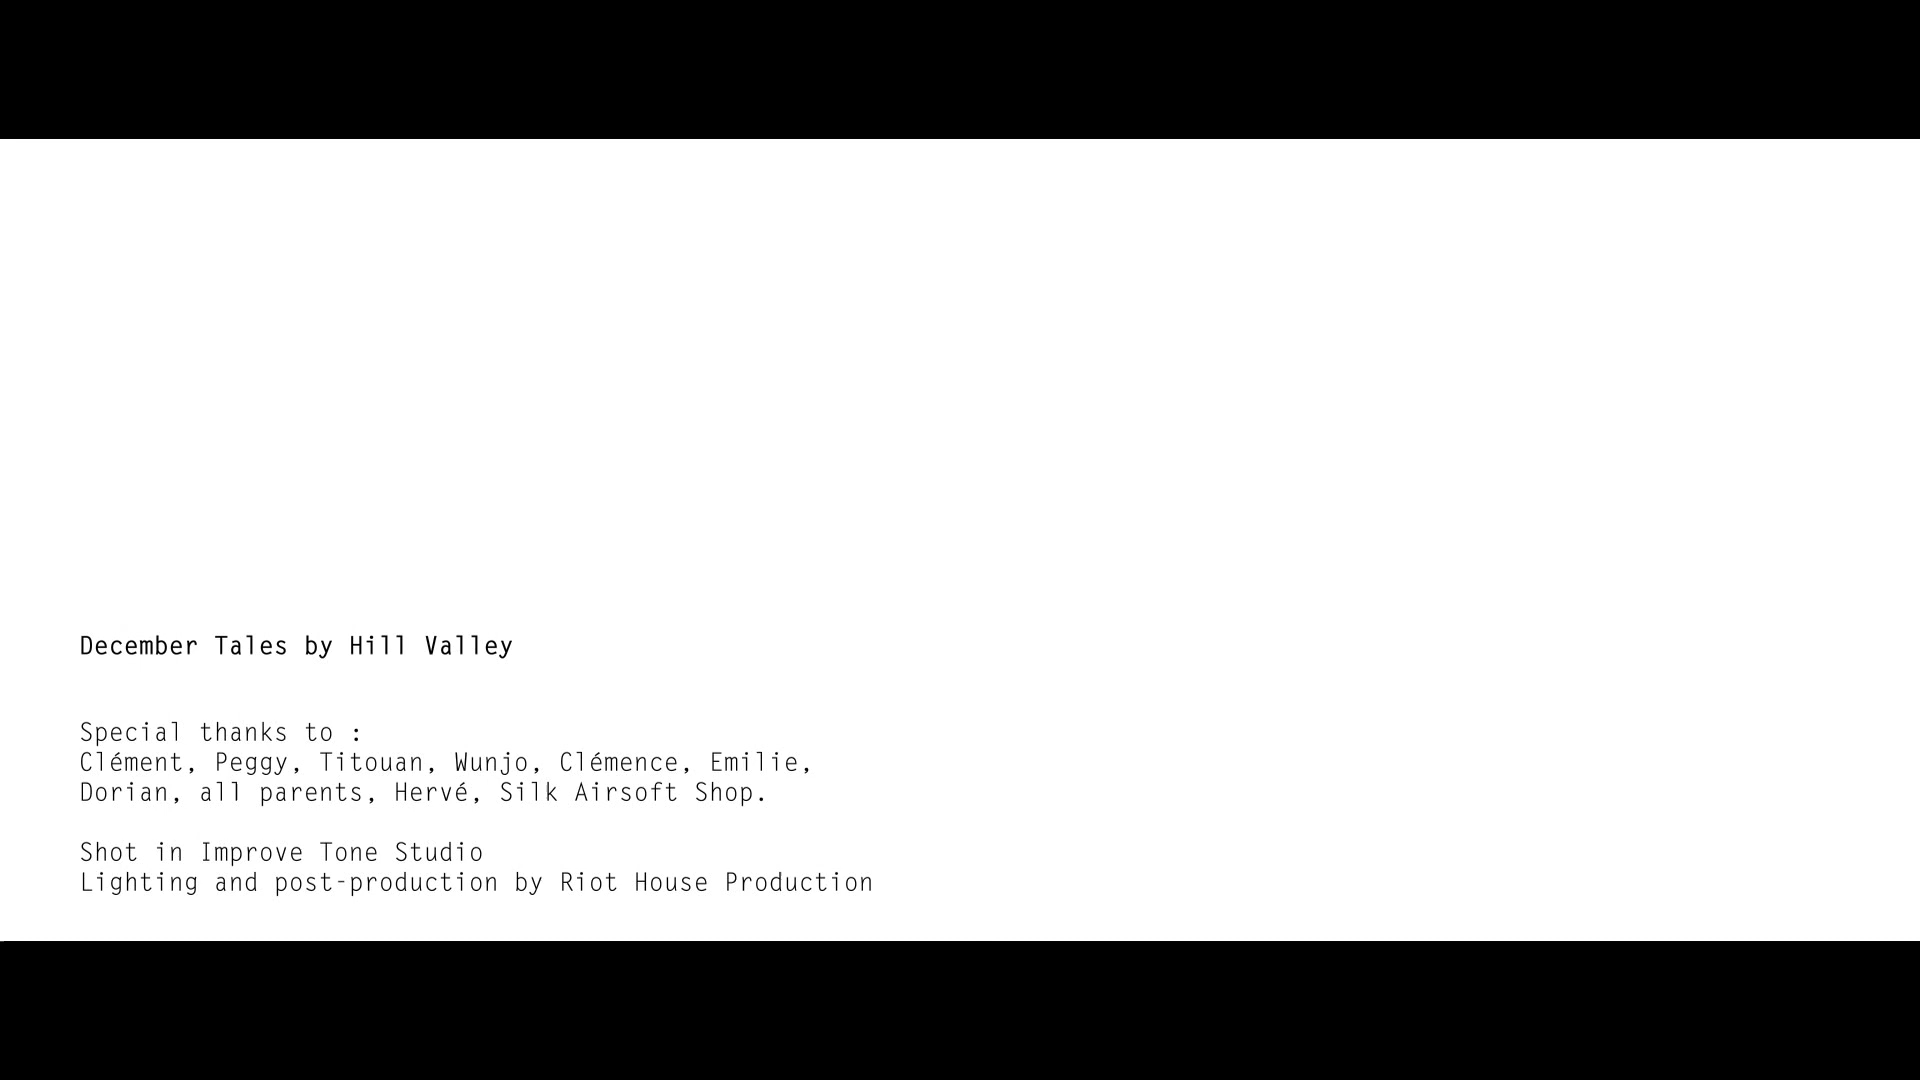 December Tales by Hill Valley
Special thanks to :
Clément, Peggy, Titouan, Wunjo, Clémence, Emilie,
Dorian, all parents, Hervé, Silk Airsoft Shop.
Shot in Improve Tone Studio
Lighting and post-production by Riot House Production